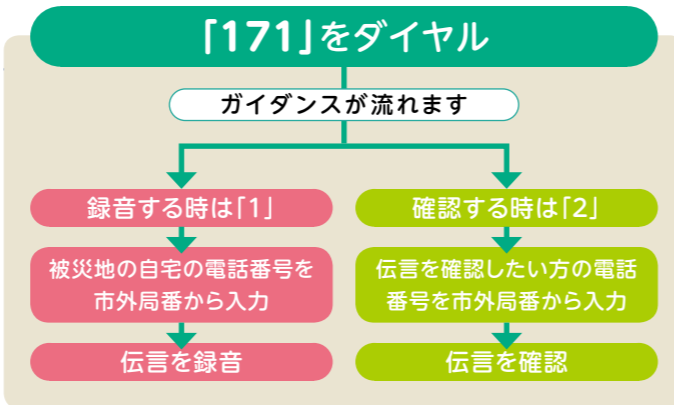 「171」をダイヤル
ガイダンスが流れます
録音する時は「1」
被災地の自宅の電話番号を
市外局番から入力
伝言を録音
確認する時は「2」
伝言を確認したい方の電話
番号を市外局番から入力
伝言を確認